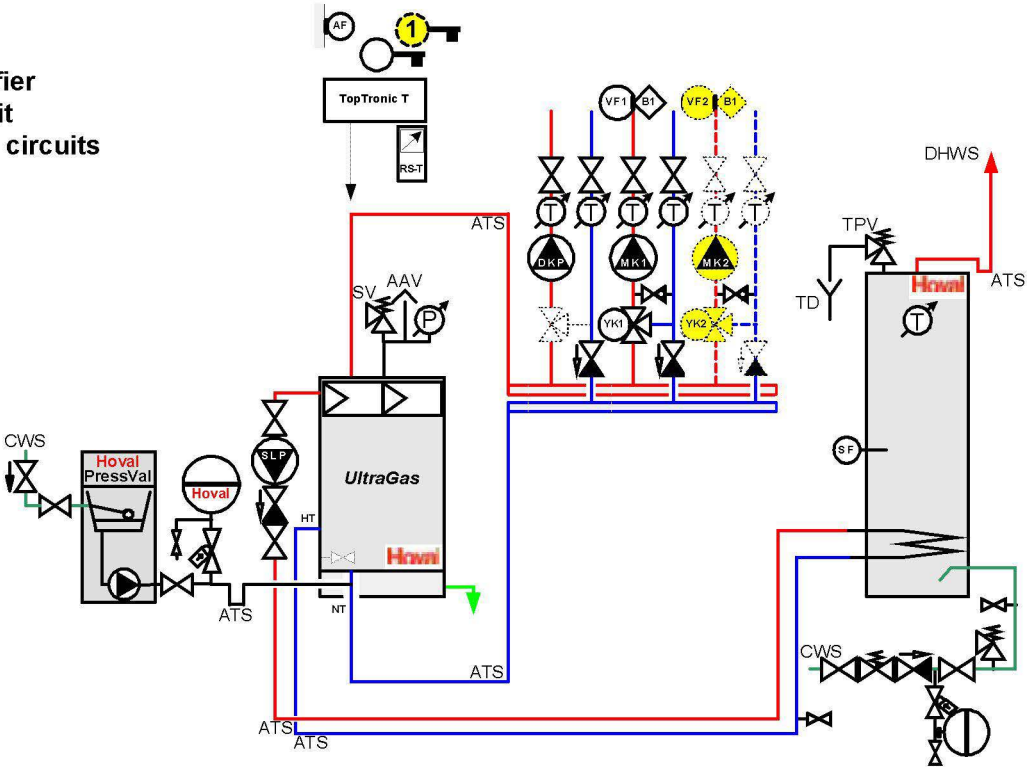 AF
1
fier
it
circuits
TopTronic T
RS-T
VF1
B1
VF2
B1
T
T
T
T
T
T
DHWS
ATS
TPV
DKP
MK1
MK2
AAV
SV
P
TD
Hoval
ATS
T
YK1
YK2
CWS
Hoval
PressVal
Hoval
SLP
UltraGas
SF
HT
Hoval
NT
ATS
ATS
CWS
ATS
ATS